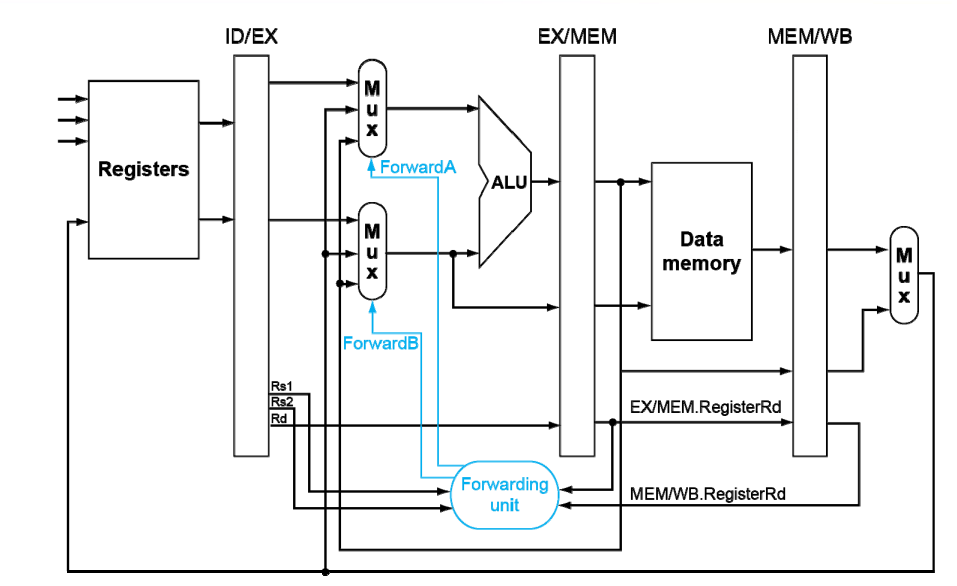 ID/EX
EX/MEM
MEM/WB
M
u
x
Registers
ForwardA
ALU
M
u
x
Data
memory
M
u
x
ForwardB
Rs1
Rs2
Rd
EX/MEM.RegisterRd
Forwarding
unit
MEM/WB.RegisterRd